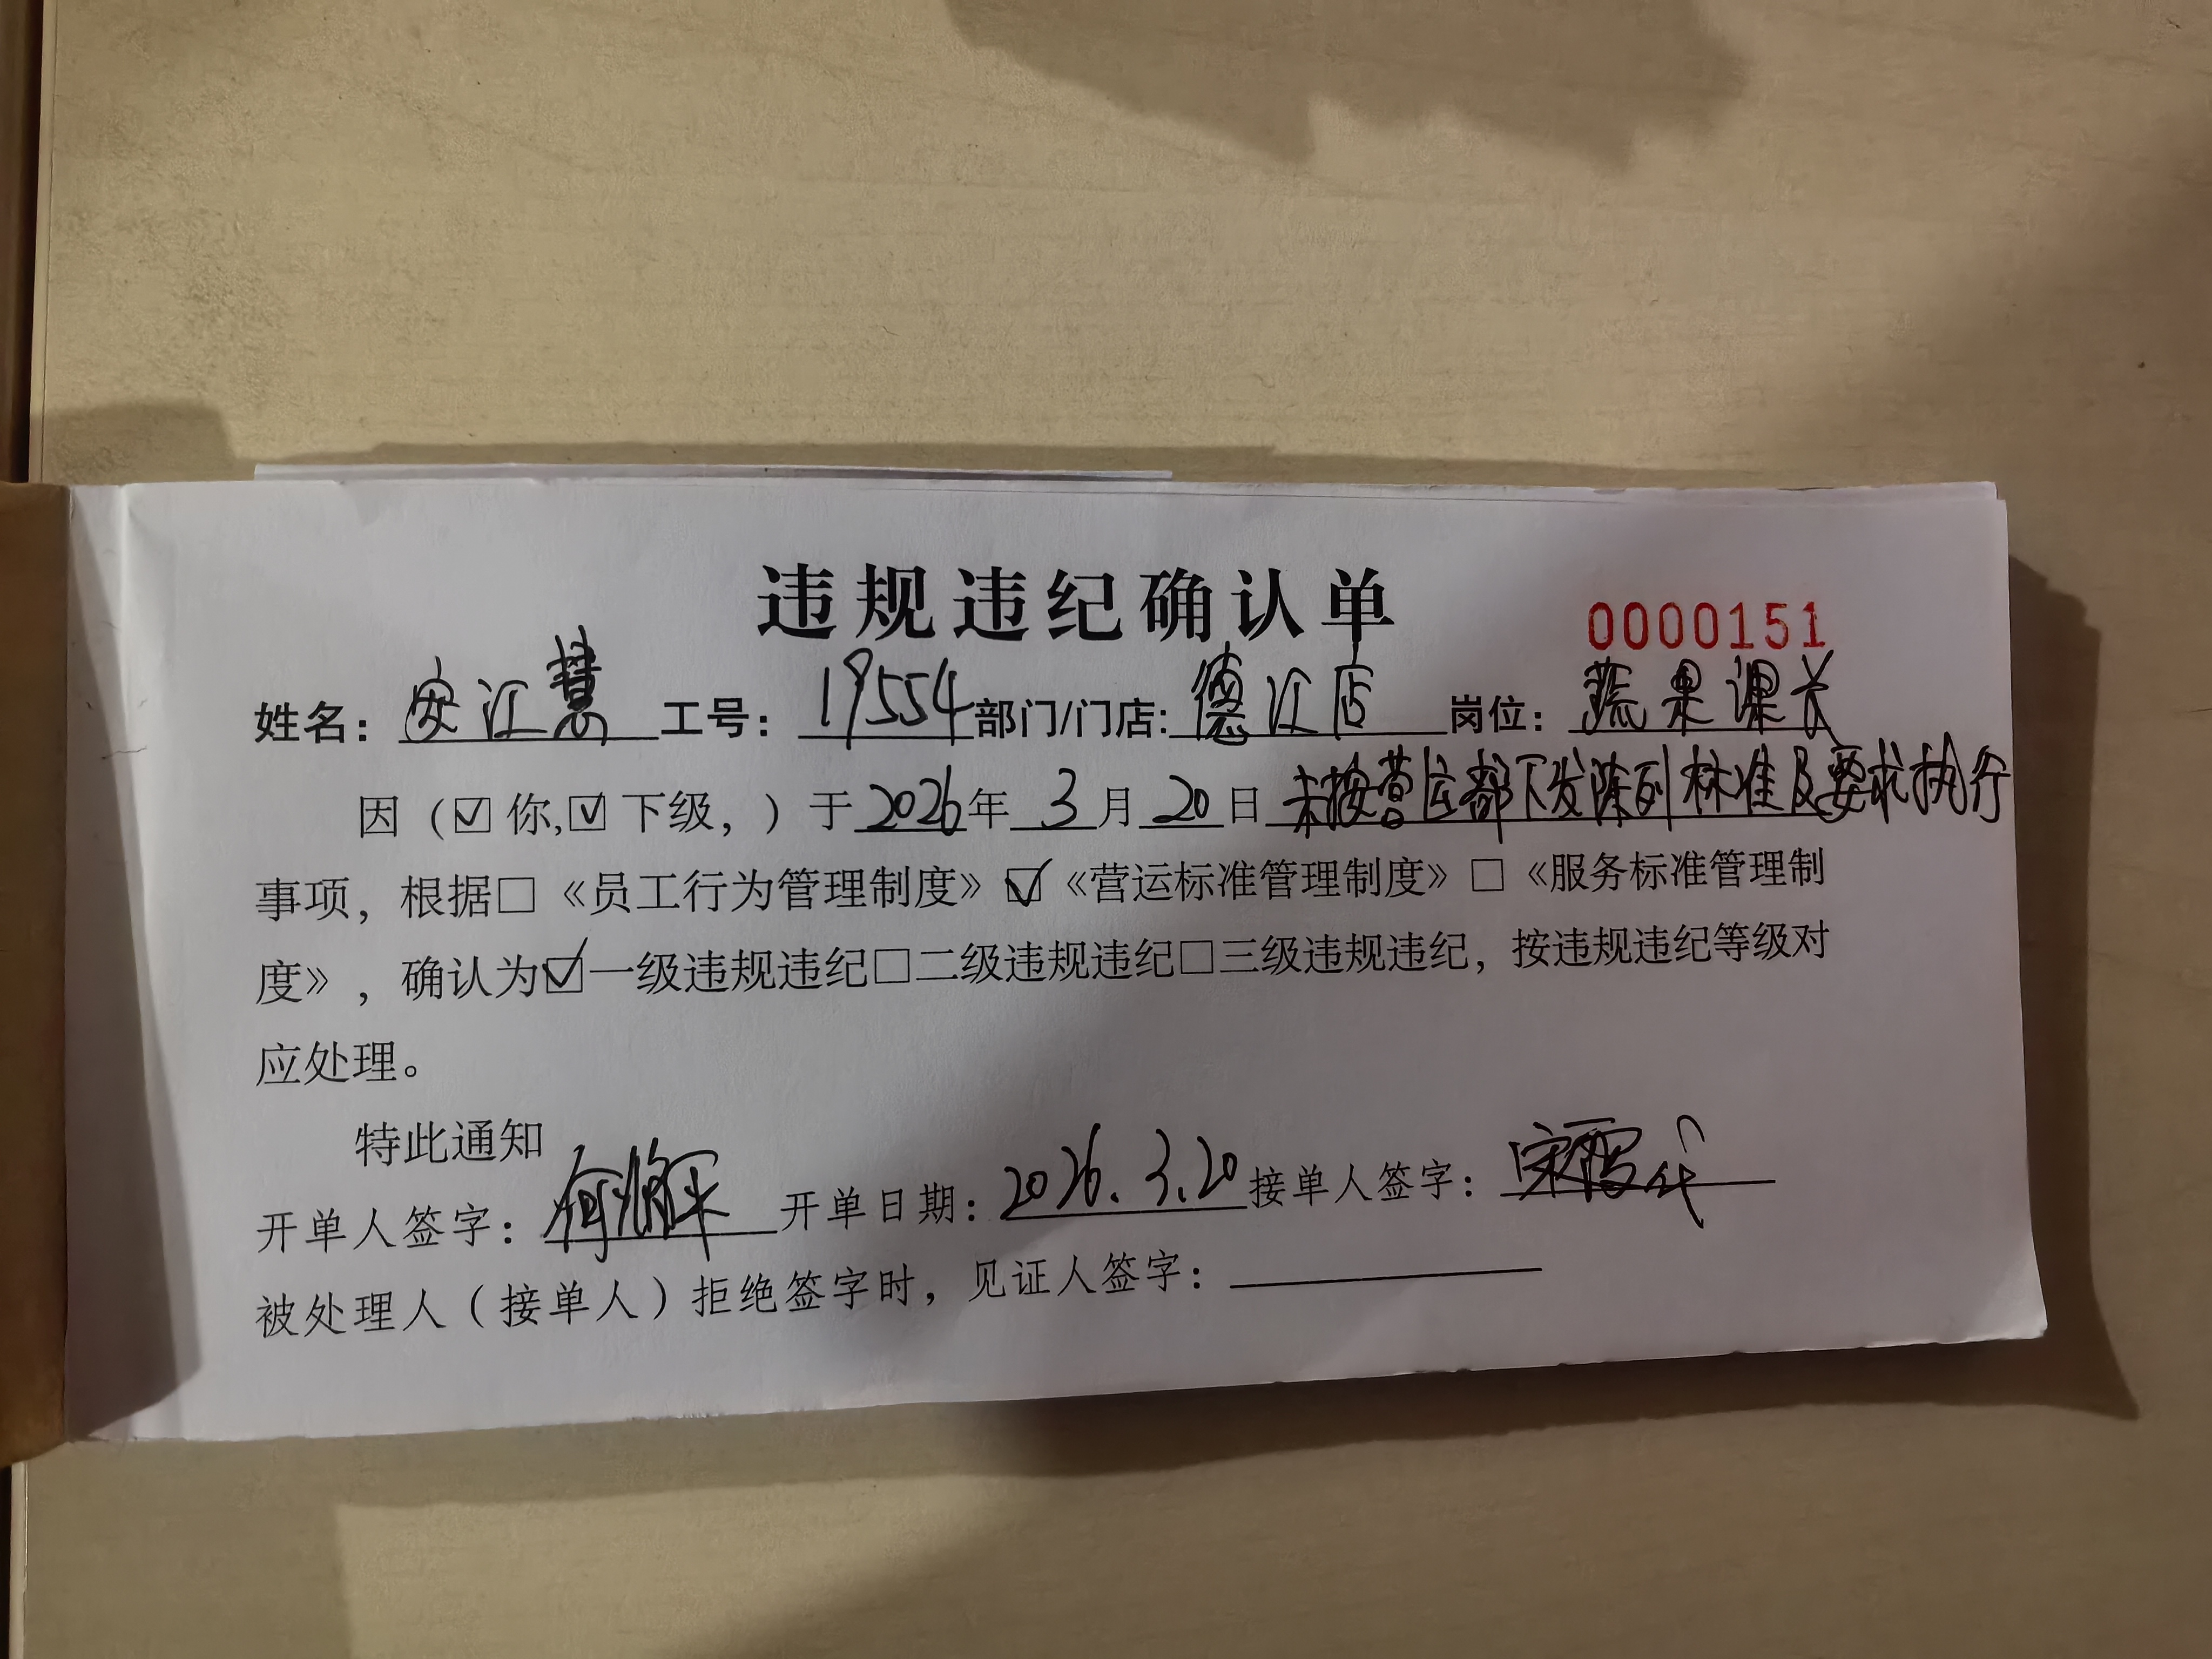 违规违纪确认单
0000151
姓名：安江慧 工号：19554 部门/门店:德江店 岗位：蔬果课长
因（☑你,☑下级，）于2026年3月20日未按营运部下发陈列标准及要求执行
事项，根据□《员工行为管理制度》☑《营运标准管理制度》□《服务标准管理制
度》，确认为☑一级违规违纪□二级违规违纪□三级违规违纪，按违规违纪等级对
应处理。
特此通知
开单人签字： 开单日期：2026.3.20 接单人签字：
被处理人（接单人）拒绝签字时，见证人签字：